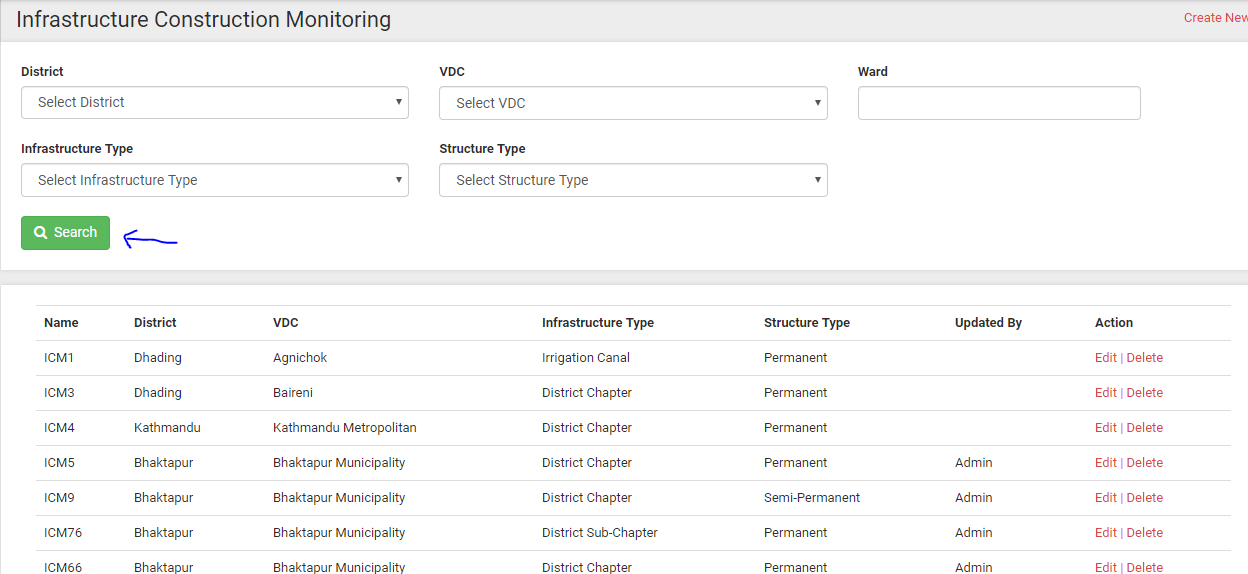 Infrastructure Construction Monitoring Create New
District VDC Ward
Select District Select VDC
Infrastructure Type Structure Type
Select Infrastructure Type Select Structure Type
Search
Name District VDC Infrastructure Type Structure Type Updated By Action
ICM1 Dhading Agnichok Irrigation Canal Permanent Edit | Delete
ICM3 Dhading Baireni District Chapter Permanent Edit | Delete
ICM4 Kathmandu Kathmandu Metropolitan District Chapter Permanent Edit | Delete
ICM5 Bhaktapur Bhaktapur Municipality District Chapter Permanent Admin Edit | Delete
ICM9 Bhaktapur Bhaktapur Municipality District Chapter Semi-Permanent Admin Edit | Delete
ICM76 Bhaktapur Bhaktapur Municipality District Sub-Chapter Permanent Admin Edit | Delete
ICM66 Bhaktapur Bhaktapur Municipality District Chapter Permanent Admin Edit | Delete